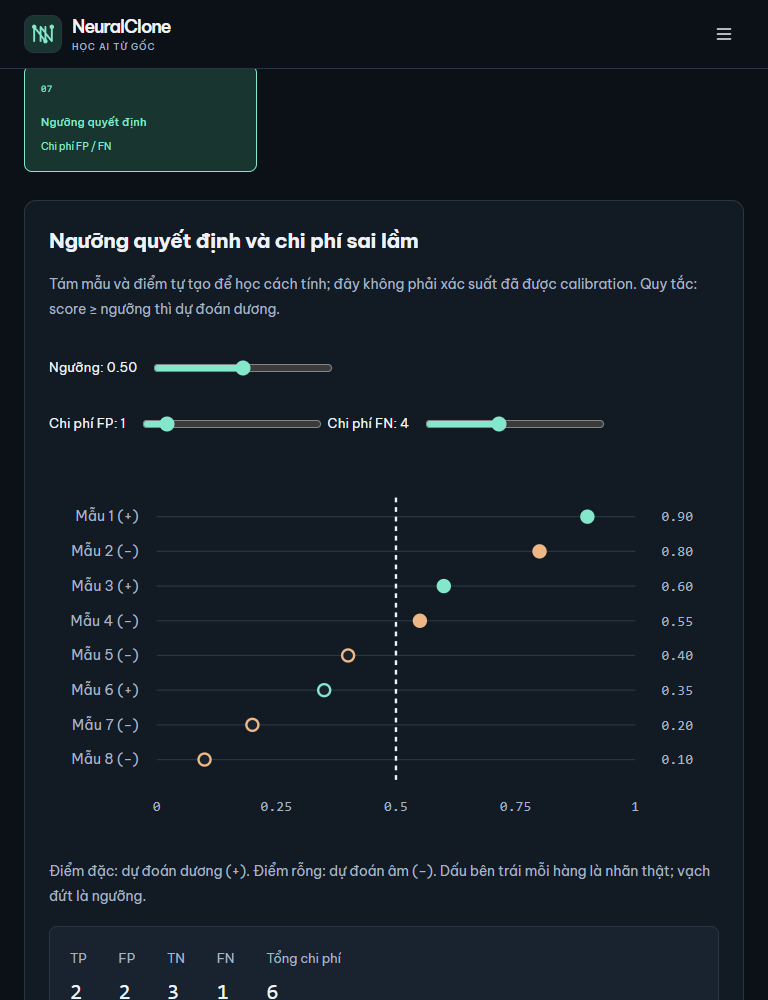 NeuralClone
HỌC AI TỪ GỐC
07
Ngưỡng quyết định
Chi phí FP / FN
Ngưỡng quyết định và chi phí sai lầm
Tám mẫu và điểm tự tạo để học cách tính; đây không phải xác suất đã được calibration. Quy tắc:
score ≥ ngưỡng thì dự đoán dương.
Ngưỡng: 0.50
Chi phí FP: 1 Chi phí FN: 4
Mẫu 1 (+) 0.90
Mẫu 2 (−) 0.80
Mẫu 3 (+) 0.60
Mẫu 4 (−) 0.55
Mẫu 5 (−) 0.40
Mẫu 6 (+) 0.35
Mẫu 7 (−) 0.20
Mẫu 8 (−) 0.10
0 0.25 0.5 0.75 1
Điểm đặc: dự đoán dương (+). Điểm rỗng: dự đoán âm (−). Dấu bên trái mỗi hàng là nhãn thật; vạch
đứt là ngưỡng.
TP FP TN FN Tổng chi phí
2 2 3 1 6